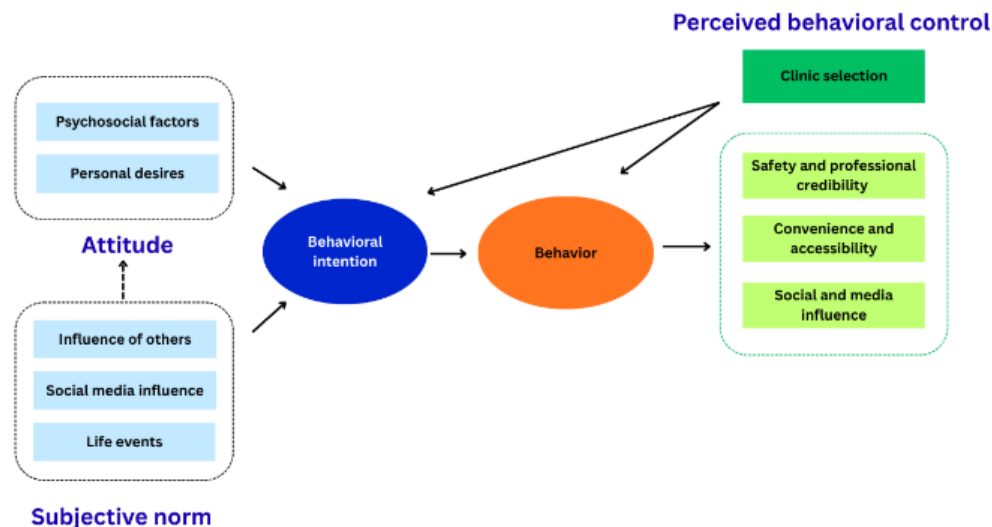 Perceived behavioral control
Clinic selection
Psychosocial factors
Personal desires
Attitude
Influence of others
Social media influence
Life events
Subjective norm
Behavioral
intention
Behavior
Safety and professional
credibility
Convenience and
accessibility
Social and media
influence